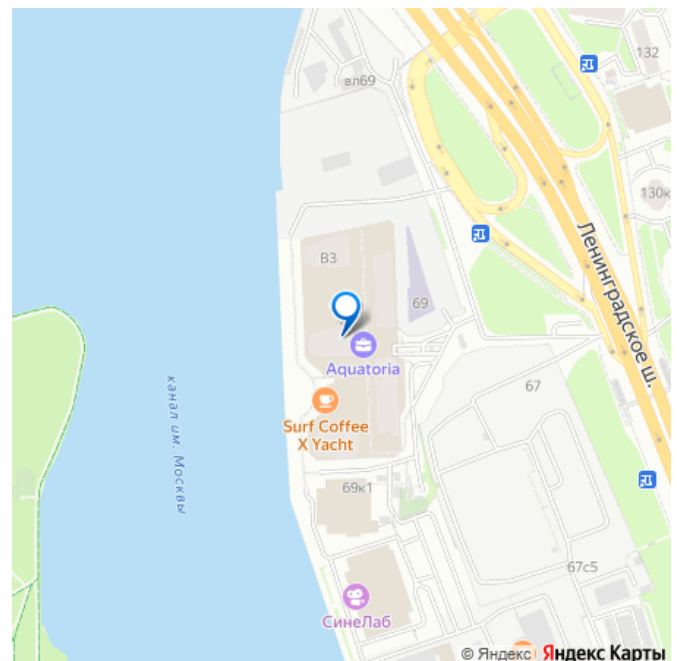 132
вл69
130к
Ленинградское ш.
В3
69
Aquatoria
67
канал им. Москвы
Surf Coffee
X Yacht
69к1
67с5
СинеЛаб
© Яндекс Яндекс Карты